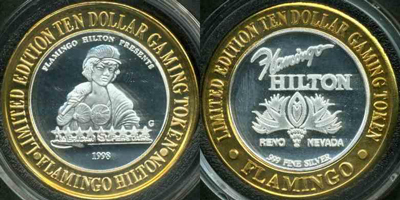 LIMITED EDITION TEN DOLLAR GAMING TOKEN
FLAMINGO HILTON PRESENTS
G
1998
• FLAMINGO HILTON •
LIMITED EDITION TEN DOLLAR GAMING TOKEN
Flamingo
HILTON
RENO NEVADA
.999 FINE SILVER
• FLAMINGO •